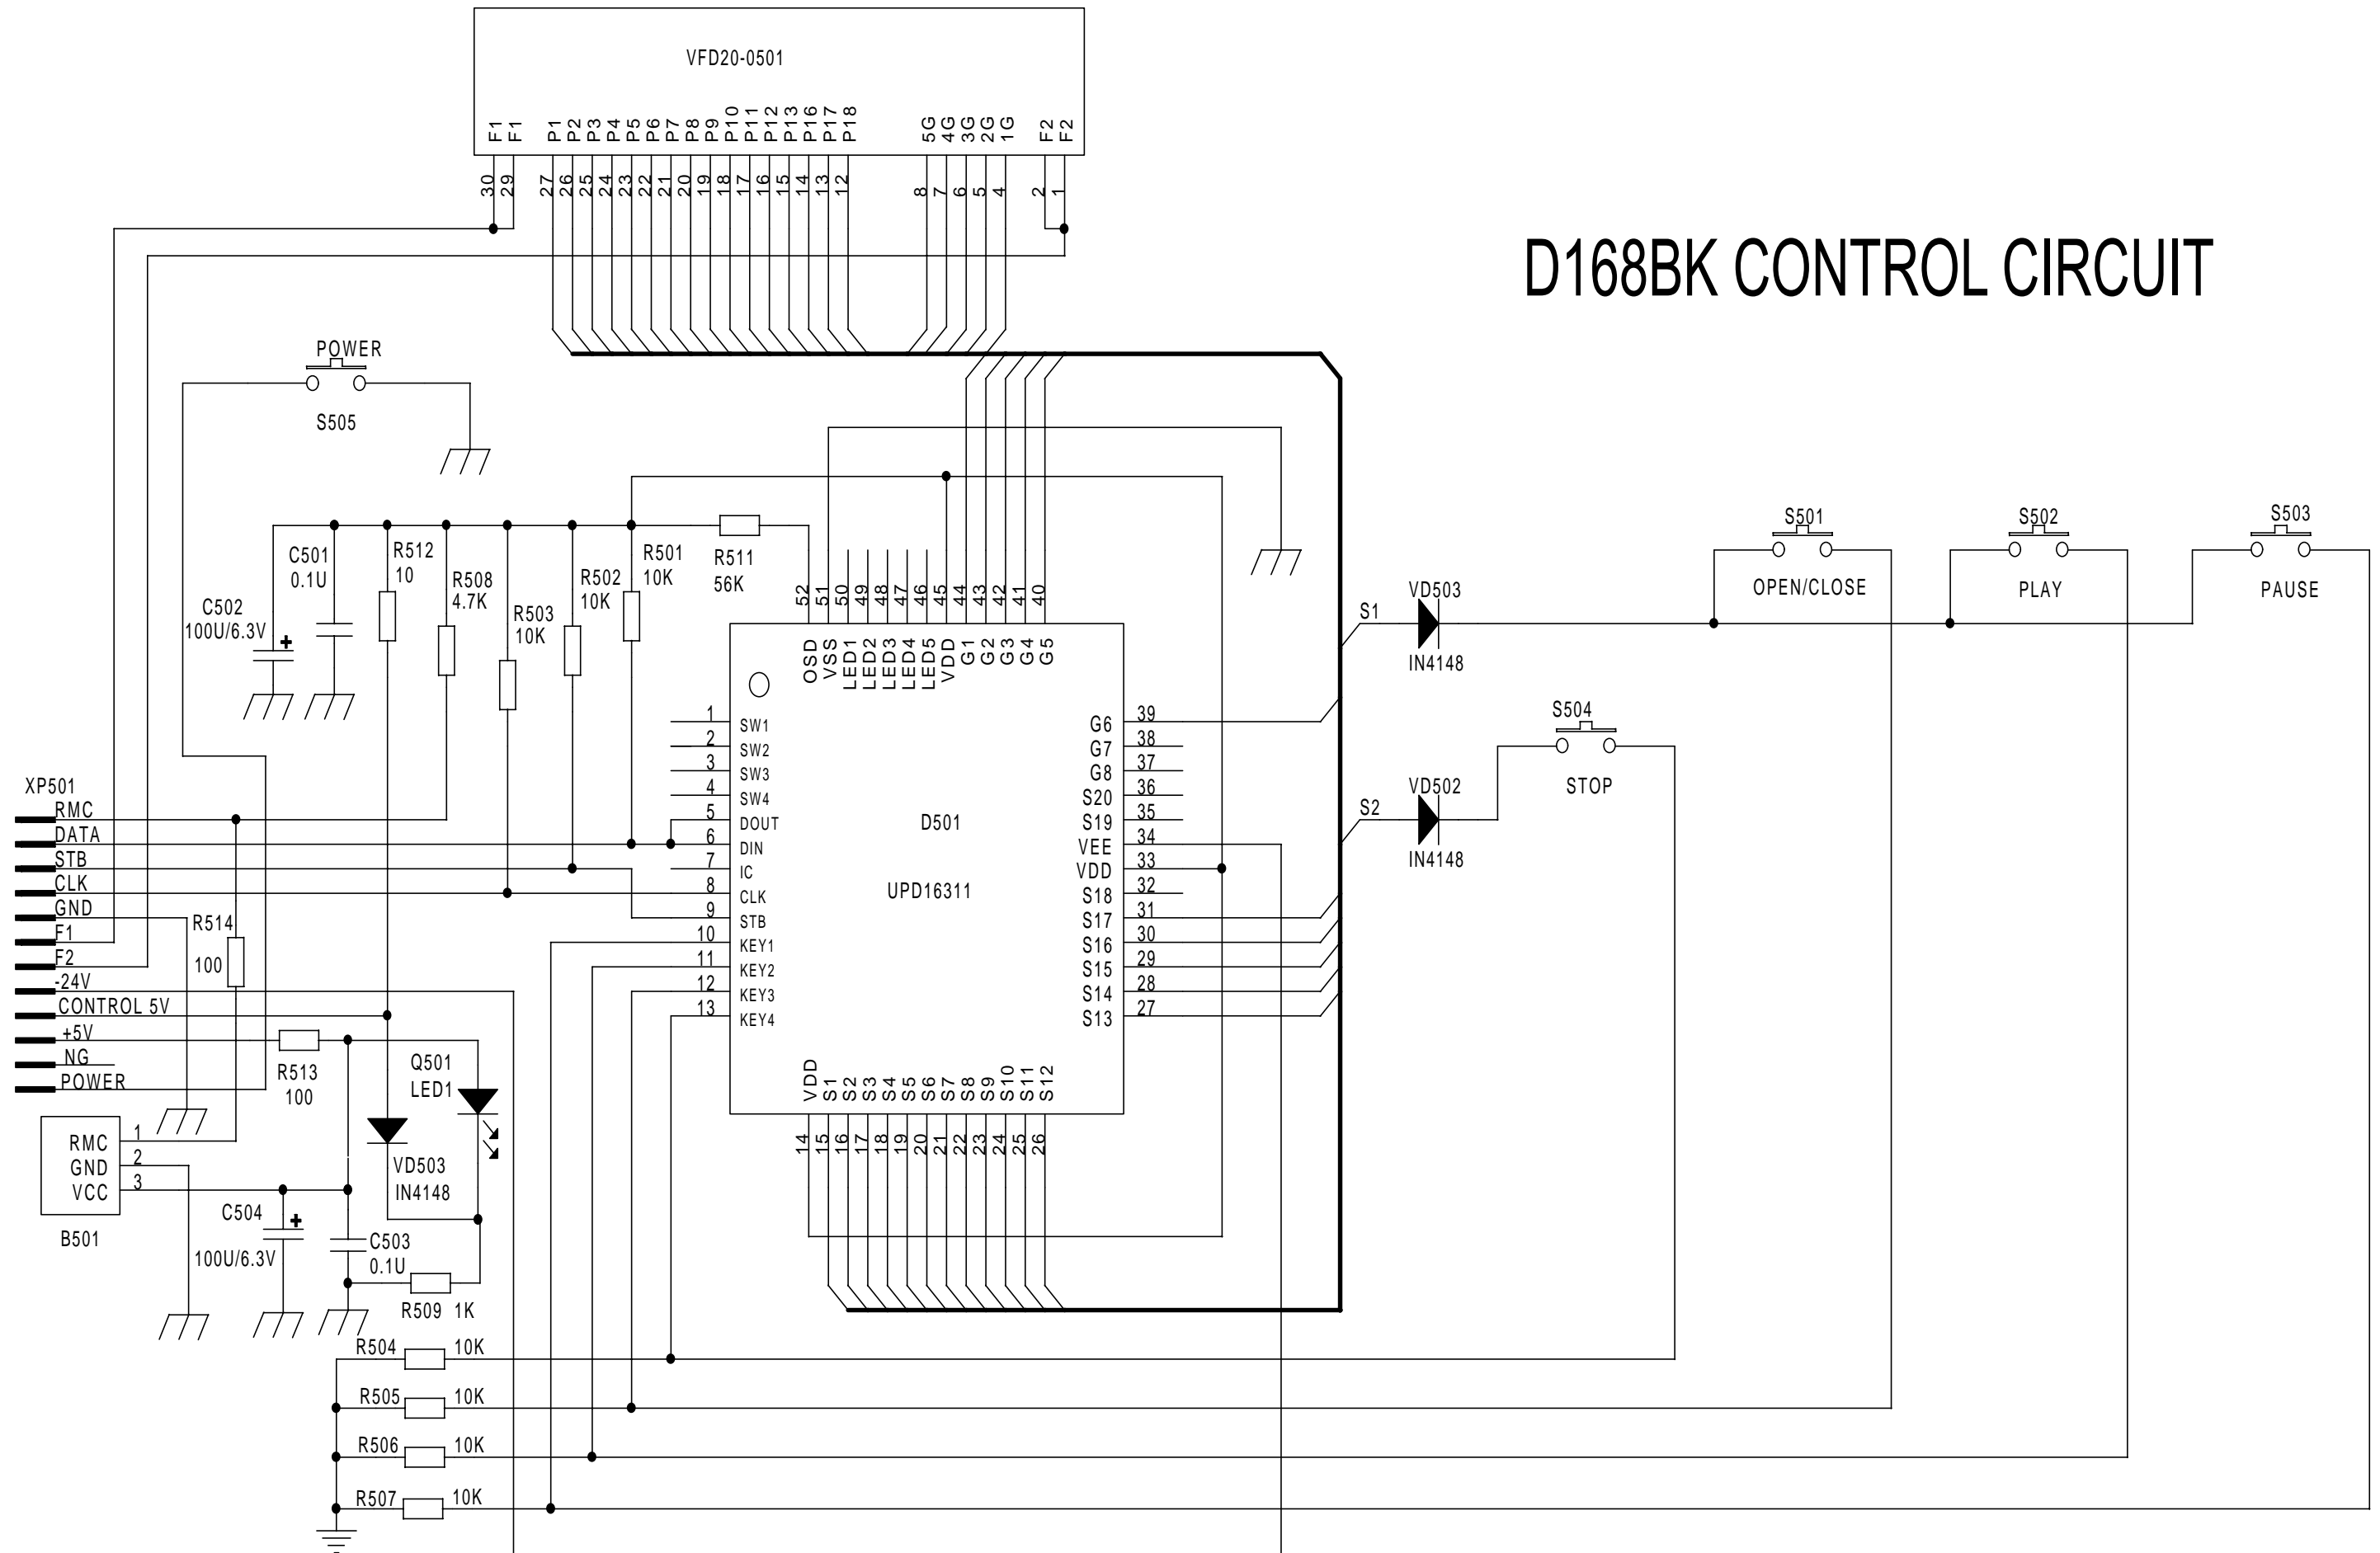 VFD20-0501
F1 F1 P1 P2 P3 P4 P5 P6 P7 P8 P9 P10 P11 P12 P13 P16 P17 P18 5G 4G 3G 2G 1G F2 F2
30 29 27 26 25 24 23 22 21 20 19 18 17 16 15 14 13 12 8 7 6 5 4 2 1
D168BK CONTROL CIRCUIT
POWER
S505
C501
0.1U
R512
10
R508
4.7K
R503
10K
R502
10K
R501
10K
R511
56K
C502
100U/6.3V
+
52 51 50 49 48 47 46 45 44 43 42 41 40
OSD VSS LED1 LED2 LED3 LED4 LED5 VDD G1 G2 G3 G4 G5
S501
OPEN/CLOSE
S502
PLAY
S503
PAUSE
S1
VD503
IN4148
S504
STOP
S2
VD502
IN4148
1 SW1
2 SW2
3 SW3
4 SW4
5 DOUT
6 DIN
7 IC
8 CLK
9 STB
10 KEY1
11 KEY2
12 KEY3
13 KEY4
D501
UPD16311
G6 39
G7 38
G8 37
S20 36
S19 35
VEE 34
VDD 33
S18 32
S17 31
S16 30
S15 29
S14 28
S13 27
VDD S1 S2 S3 S4 S5 S6 S7 S8 S9 S10 S11 S12
14 15 16 17 18 19 20 21 22 23 24 25 26
XP501
RMC
DATA
STB
CLK
GND
F1
F2
-24V
CONTROL 5V
+5V
NG
POWER
R514
100
R513
100
Q501
LED1
RMC 1
GND 2
VCC 3
B501
VD503
IN4148
C504
+
100U/6.3V
C503
0.1U
R509 1K
R504 10K
R505 10K
R506 10K
R507 10K